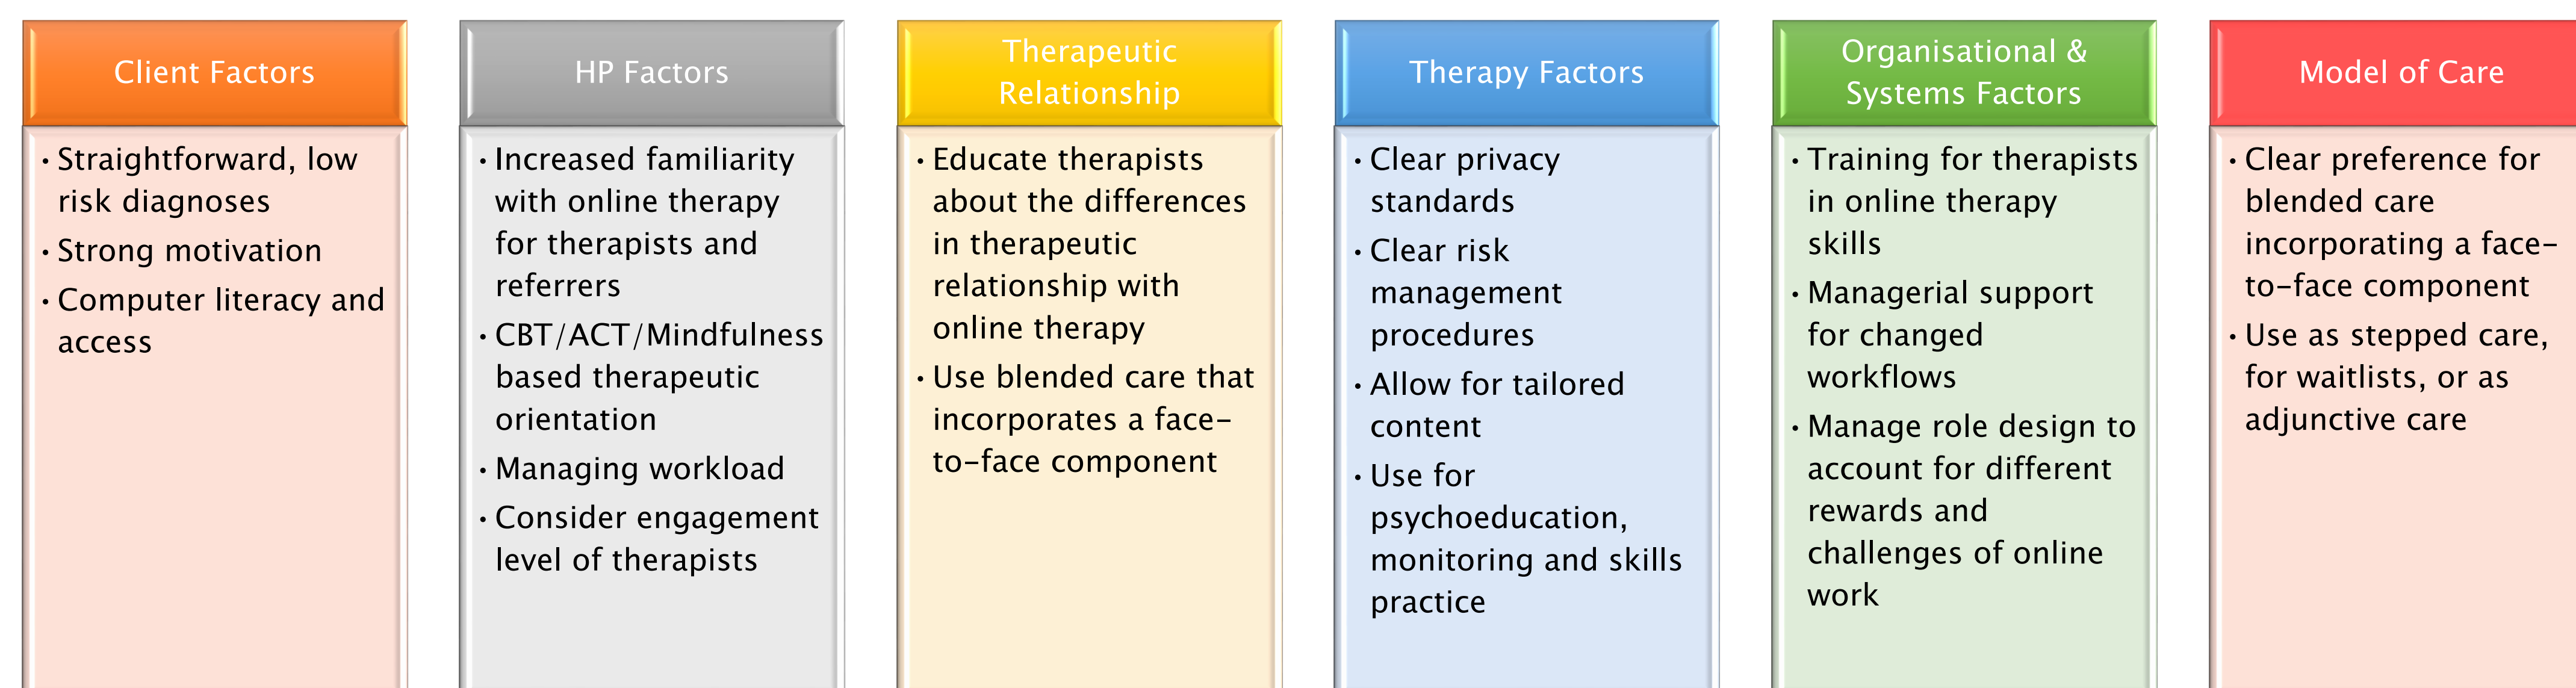 Client Factors
• Straightforward, low
risk diagnoses
• Strong motivation
• Computer literacy and
access
HP Factors
• Increased familiarity
with online therapy
for therapists and
referrers
• CBT/ACT/Mindfulness
based therapeutic
orientation
• Managing workload
• Consider engagement
level of therapists
Therapeutic
Relationship
• Educate therapists
about the differences
in therapeutic
relationship with
online therapy
• Use blended care that
incorporates a face-
to-face component
Therapy Factors
• Clear privacy
standards
• Clear risk
management
procedures
• Allow for tailored
content
• Use for
psychoeducation,
monitoring and skills
practice
Organisational &
Systems Factors
• Training for therapists
in online therapy
skills
• Managerial support
for changed
workflows
• Manage role design to
account for different
rewards and
challenges of online
work
Model of Care
• Clear preference for
blended care
incorporating a face-
to-face component
• Use as stepped care,
for waitlists, or as
adjunctive care